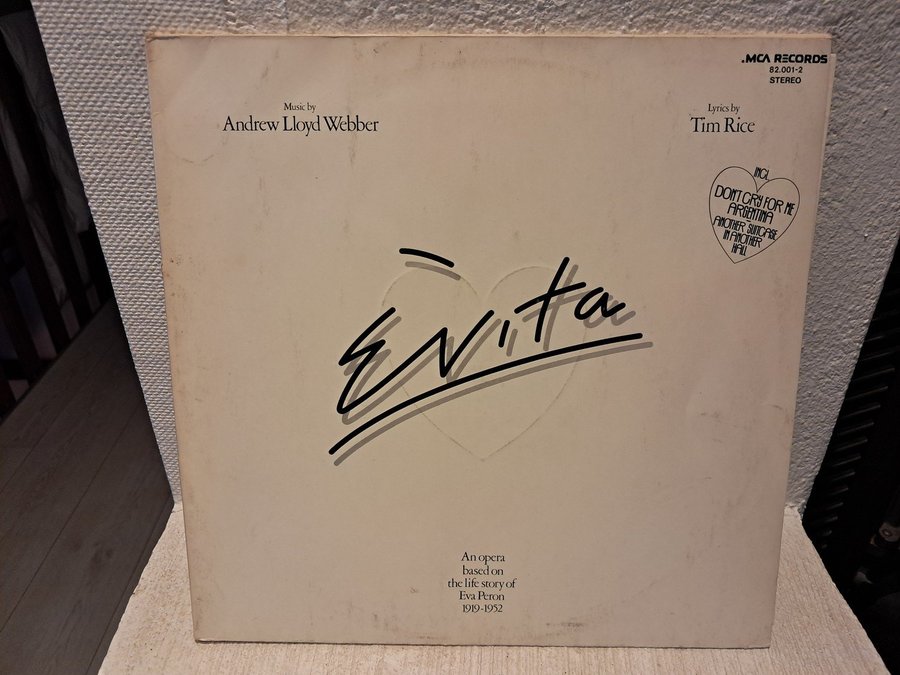 .MCA RECORDS
82.001-2
STEREO
Music by
Andrew Lloyd Webber
Lyrics by
Tim Rice
INCL.
DON'T CRY FOR ME
ARGENTINA
-
ANOTHER SUITCASE
IN ANOTHER
HALL
Evita
An opera
based on
the life story of
Eva Peron
1919-1952